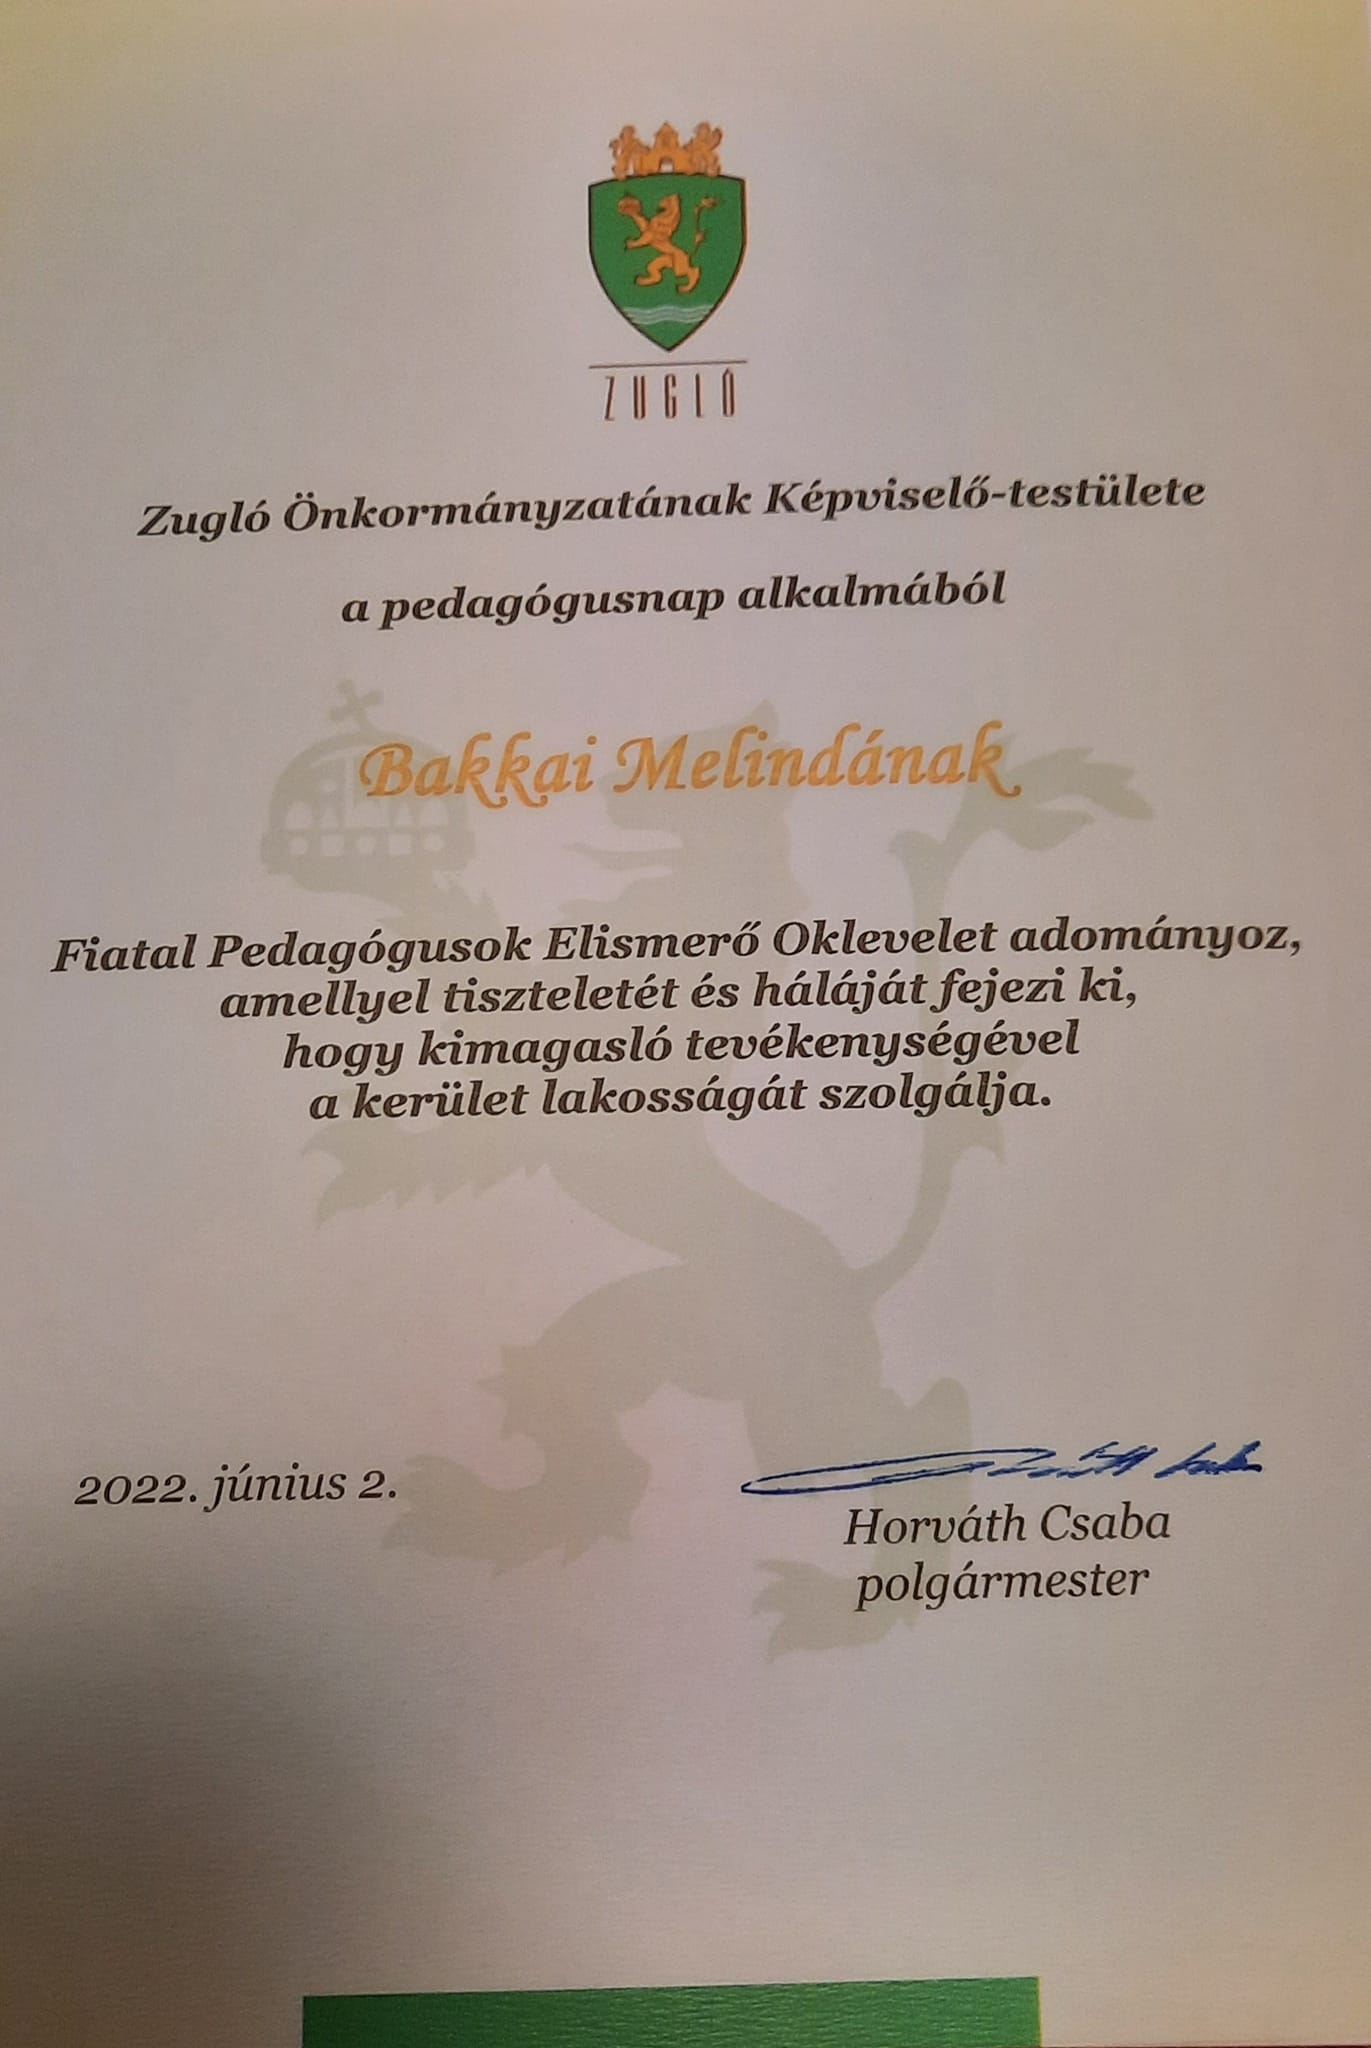 ZUGLÓ
Zugló Önkormányzatának Képviselő-testülete
a pedagógusnap alkalmából
Bakkai Melindának
Fiatal Pedagógusok Elismerő Oklevelet adományoz,
amellyel tiszteletét és háláját fejezi ki,
hogy kimagasló tevékenységével
a kerület lakosságát szolgálja.
2022. június 2.
Horváth Csaba
polgármester